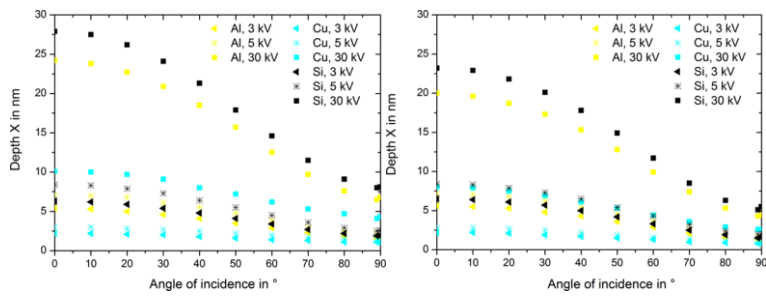 30
25
20
15
10
5
0
Depth X in nm
Al, 3 kV
Al, 5 kV
Al, 30 kV
Cu, 3 kV
Cu, 5 kV
Cu, 30 kV
Si, 3 kV
Si, 5 kV
Si, 30 kV
0 10 20 30 40 50 60 70 80 90
Angle of incidence in °
30
25
20
15
10
5
0
Depth X in nm
Al, 3 kV
Al, 5 kV
Al, 30 kV
Cu, 3 kV
Cu, 5 kV
Cu, 30 kV
Si, 3 kV
Si, 5 kV
Si, 30 kV
0 10 20 30 40 50 60 70 80 90
Angle of incidence in °